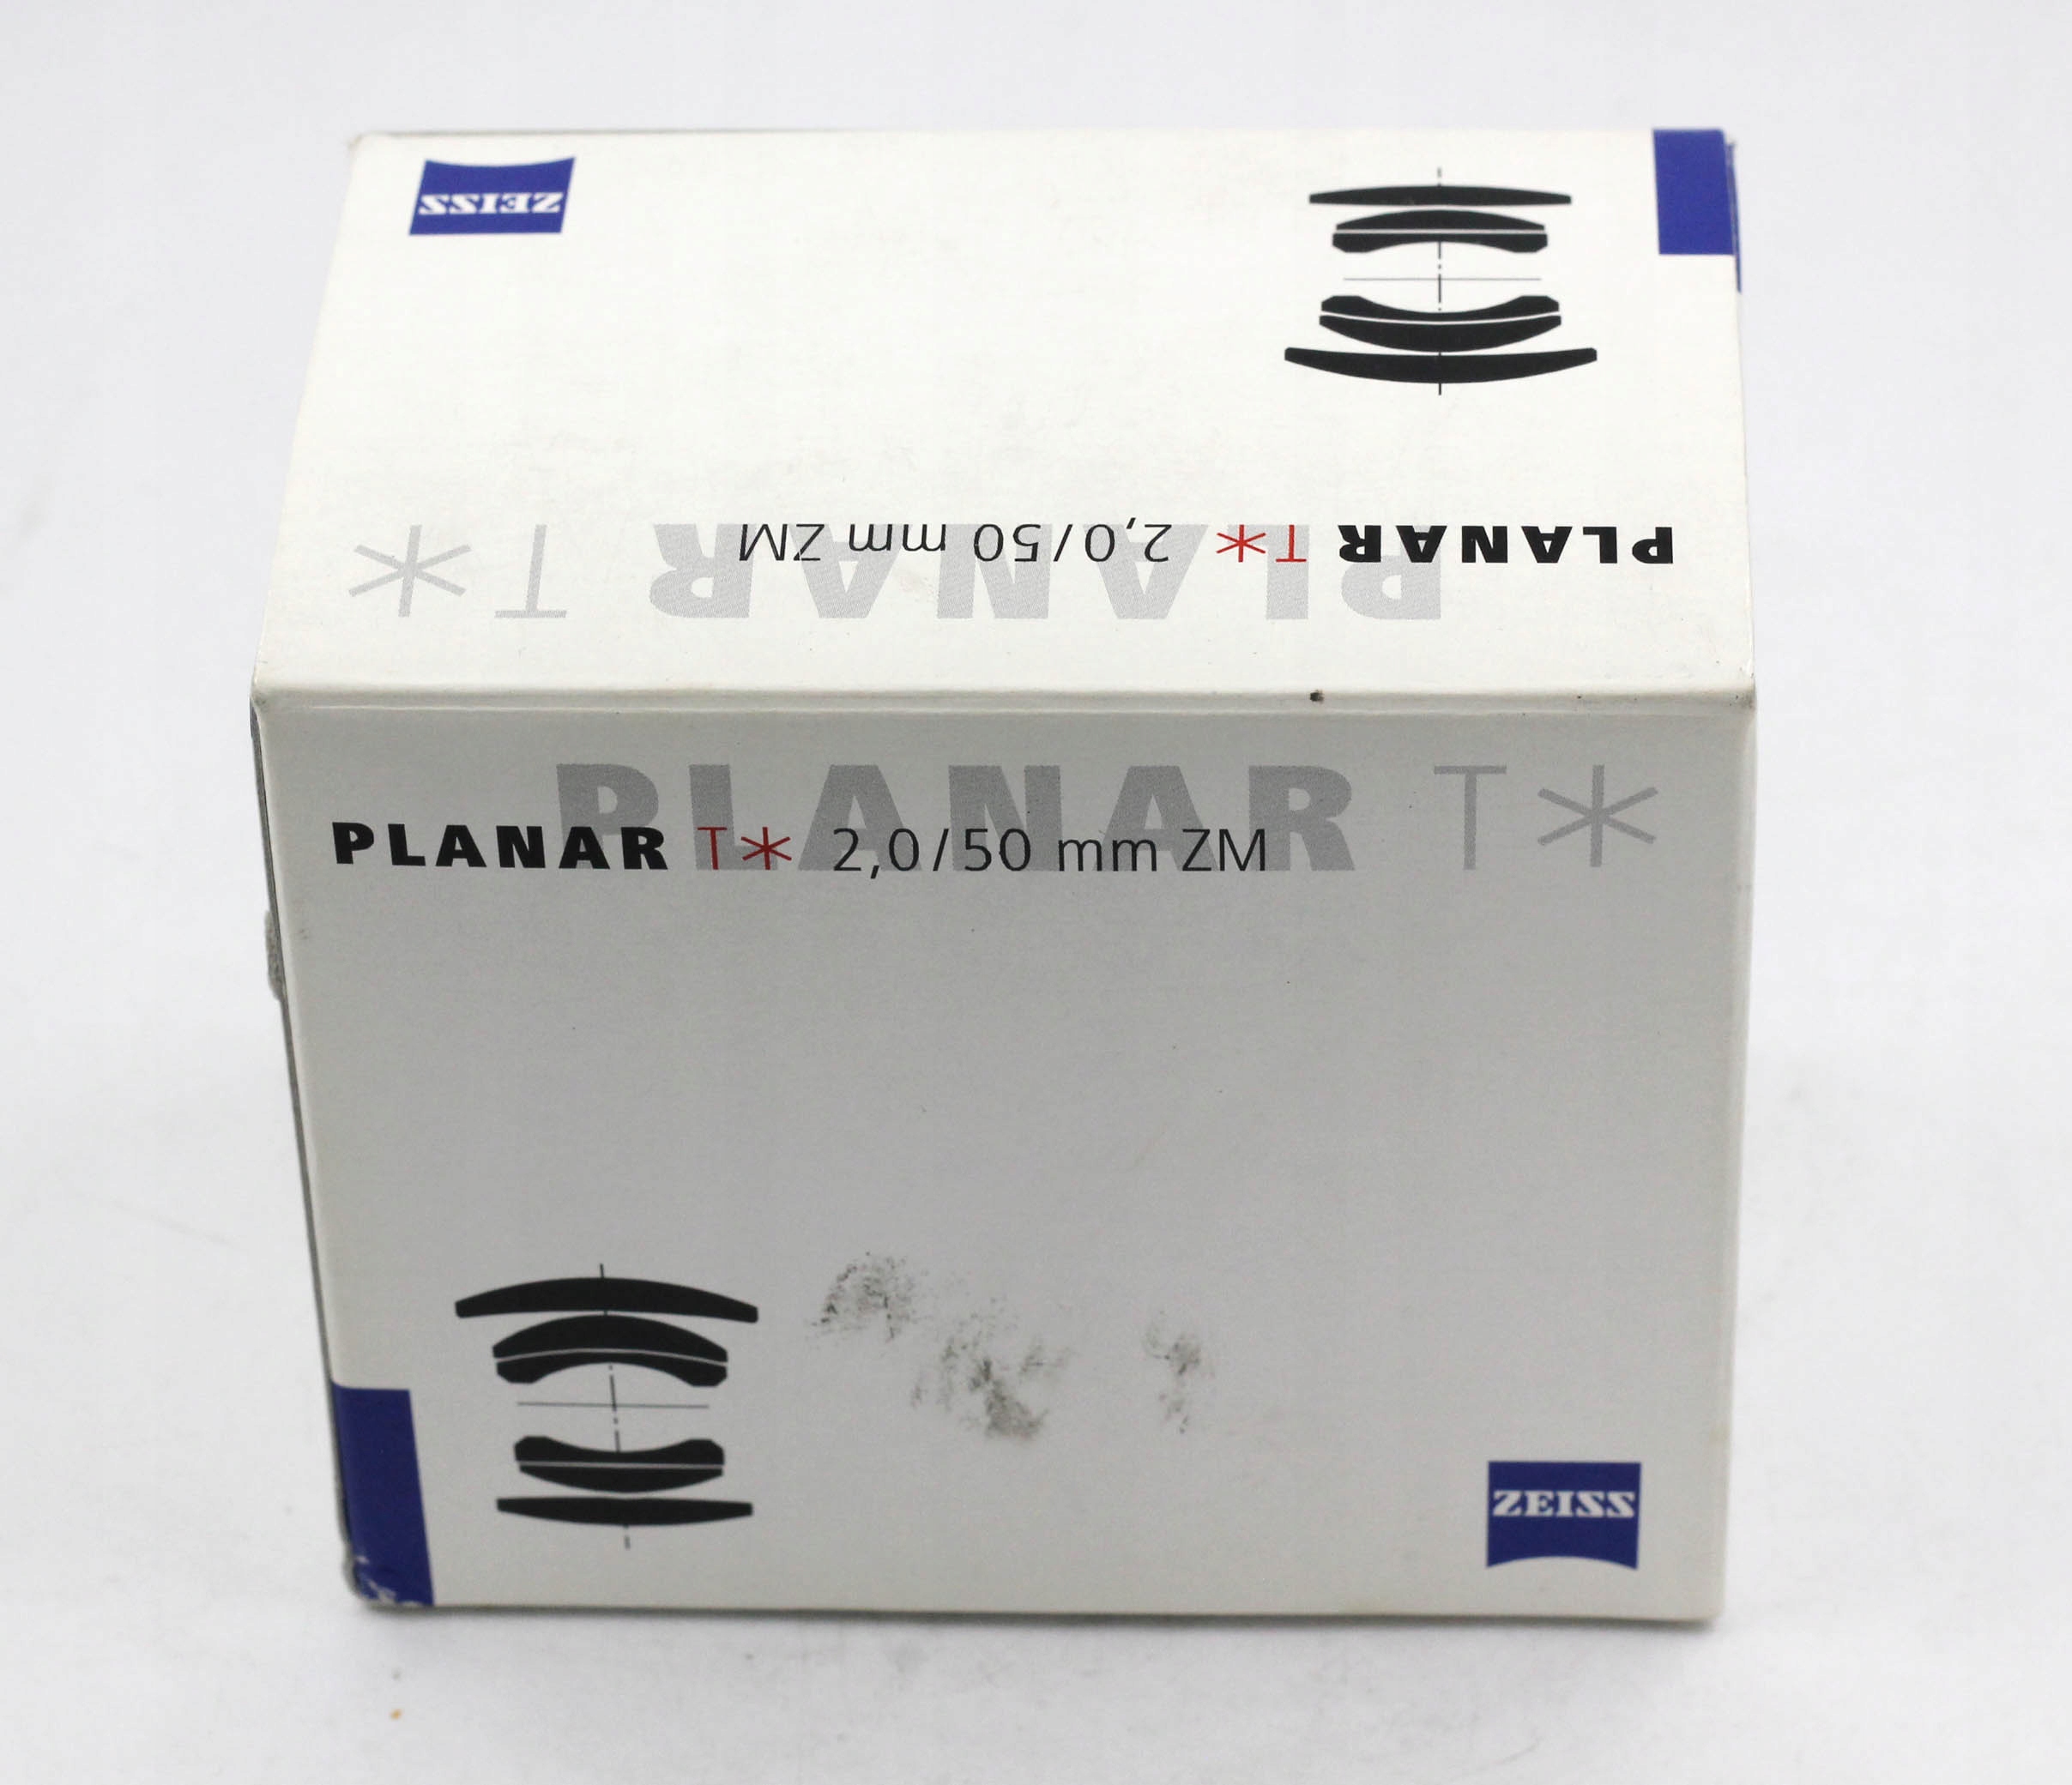 ZEISS
PLANAR T* 2,0/50 mm ZM
PLANAR T*
PLANAR T*
PLANAR T* 2,0/50 mm ZM
ZEISS